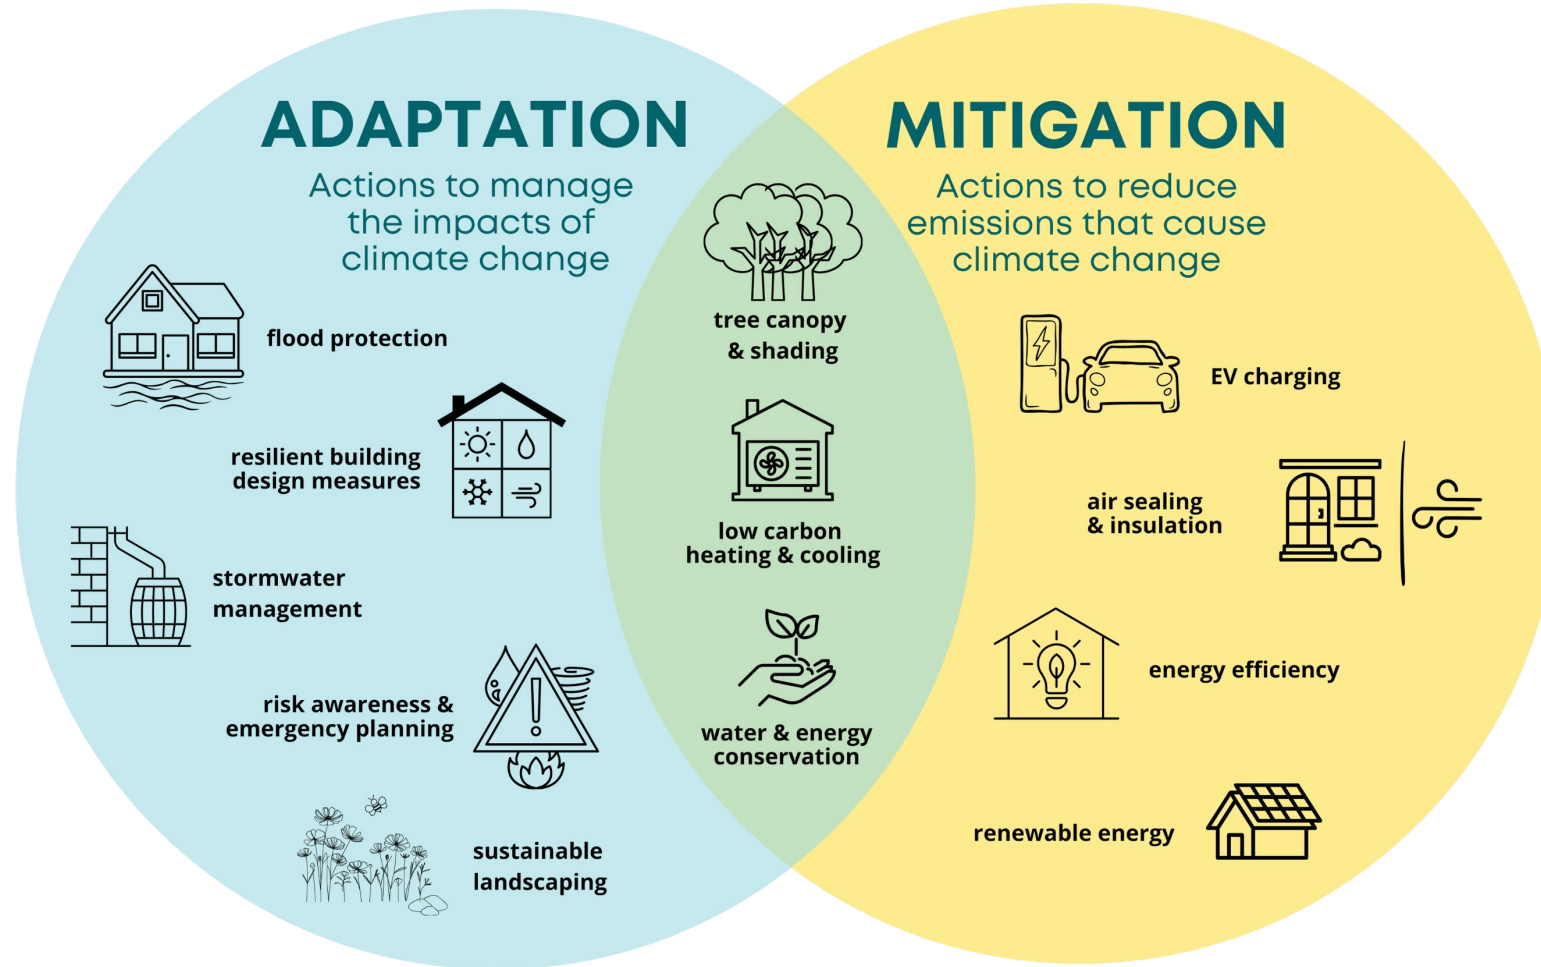 ADAPTATION
Actions to manage
the impacts of
climate change
flood protection
resilient building
design measures
stormwater
management
risk awareness &
emergency planning
sustainable
landscaping
tree canopy
& shading
low carbon
heating & cooling
water & energy
conservation
MITIGATION
Actions to reduce
emissions that cause
climate change
EV charging
air sealing
& insulation
energy efficiency
renewable energy